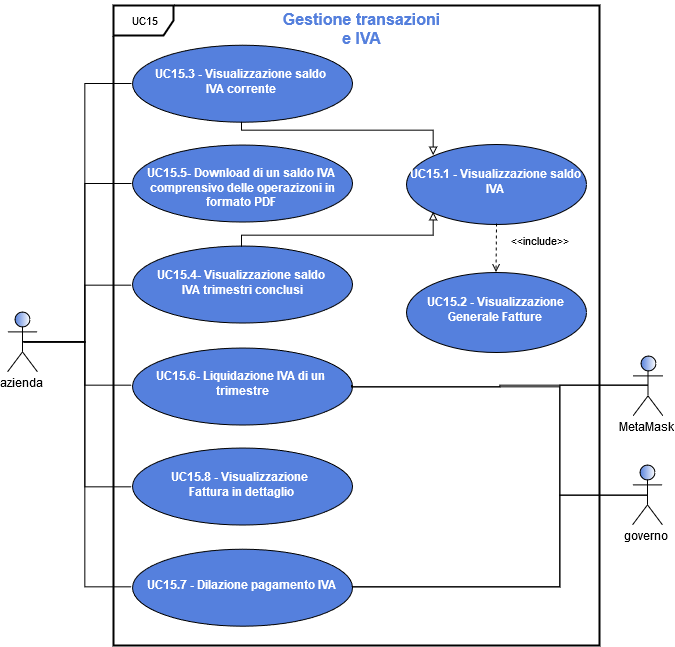 UC15
Gestione transazioni
e IVA
UC15.3 - Visualizzazione saldo
IVA corrente
UC15.5- Download di un saldo IVA
comprensivo delle operazioni in
formato PDF
UC15.1 - Visualizzazione saldo
IVA
<<include>>
UC15.4- Visualizzazione saldo
IVA trimestri conclusi
UC15.2 - Visualizzazione
Generale Fatture
azienda
UC15.6- Liquidazione IVA di un
trimestre
MetaMask
UC15.8 - Visualizzazione
Fattura in dettaglio
governo
UC15.7 - Dilazione pagamento IVA